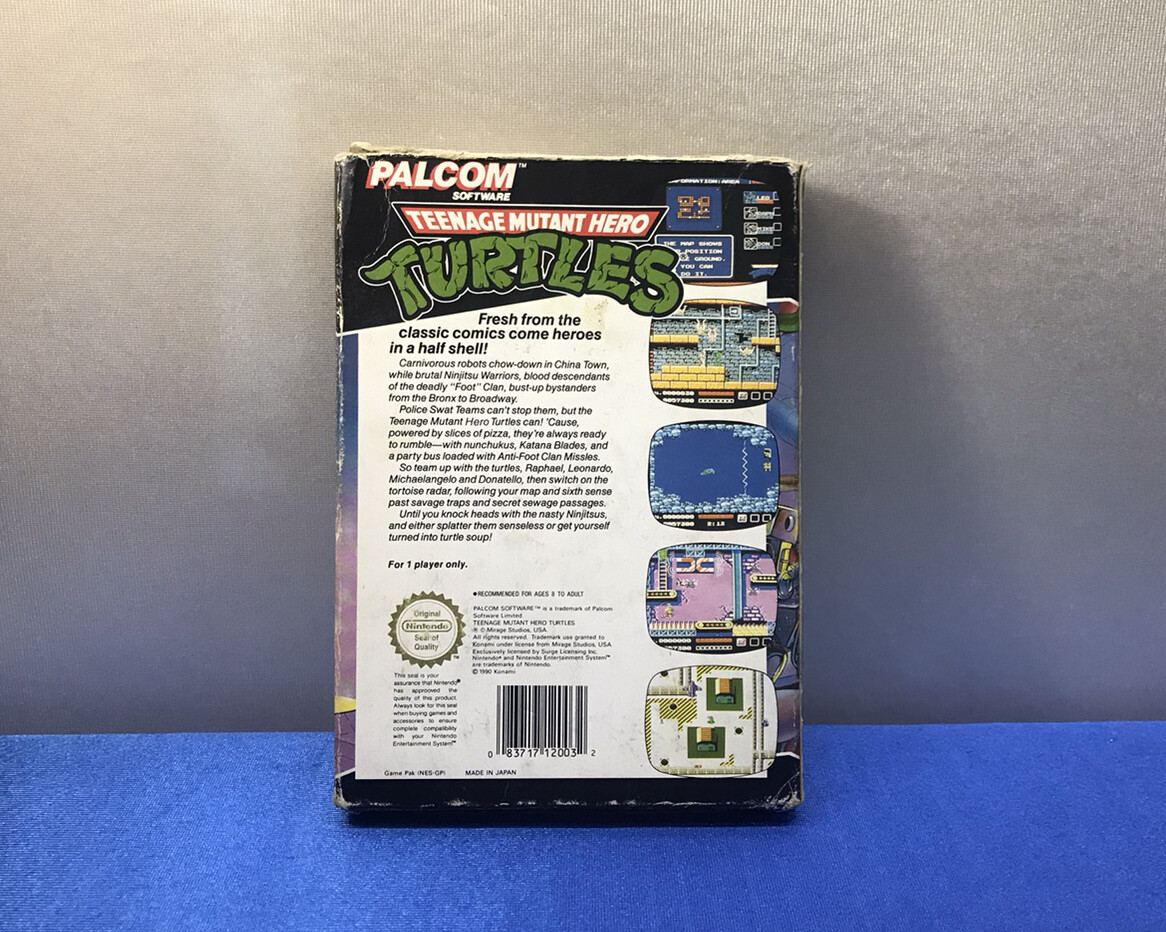 PALCOM™
SOFTWARE
TEENAGE MUTANT HERO
TURTLES
Fresh from the
classic comics come heroes
in a half shell!
Carnivorous robots chow-down in China Town,
while brutal Ninjitsu Warriors, blood descendants
of the deadly "Foot" Clan, bust-up bystanders
from the Bronx to Broadway.
Police Swat Teams can't stop them, but the
Teenage Mutant Hero Turtles can! 'Cause,
powered by slices of pizza, they're always ready
to rumble—with nunchukus, Katana Blades, and
a party bus loaded with Anti-Foot Clan Missles.
So team up with the turtles, Raphael, Leonardo,
Michaelangelo and Donatello, then switch on the
tortoise radar, following your map and sixth sense
past savage traps and secret sewage passages.
Until you knock heads with the nasty Ninjitsus,
and either splatter them senseless or get yourself
turned into turtle soup!
For 1 player only.
Original
Nintendo
Seal of
Quality
™
This seal is your
assurance that Nintendo®
has approoved the
quality of this product.
Always look for this seal
when buying games and
accessories to ensure
complete compatibility
with your Nintendo
Entertainment System™
●RECOMMENDED FOR AGES 8 TO ADULT
PALCOM SOFTWARE™ is a trademark of Palcom
Software Limited.
TEENAGE MUTANT HERO TURTLES
® © Mirage Studios, USA.
All rights reserved. Trademark use granted to
Konami under license from Mirage Studios, USA.
Exclusively licensed by Surge Licensing Inc.
Nintendo® and Nintendo Entertainment System™
are trademarks of Nintendo.
© 1990 Konami
0 83717 12003 2
Game Pak (NES-GP) MADE IN JAPAN
LEO
DON
THE MAP SHOWS
POSITION
GROUND.
YOU CAN
DO IT.